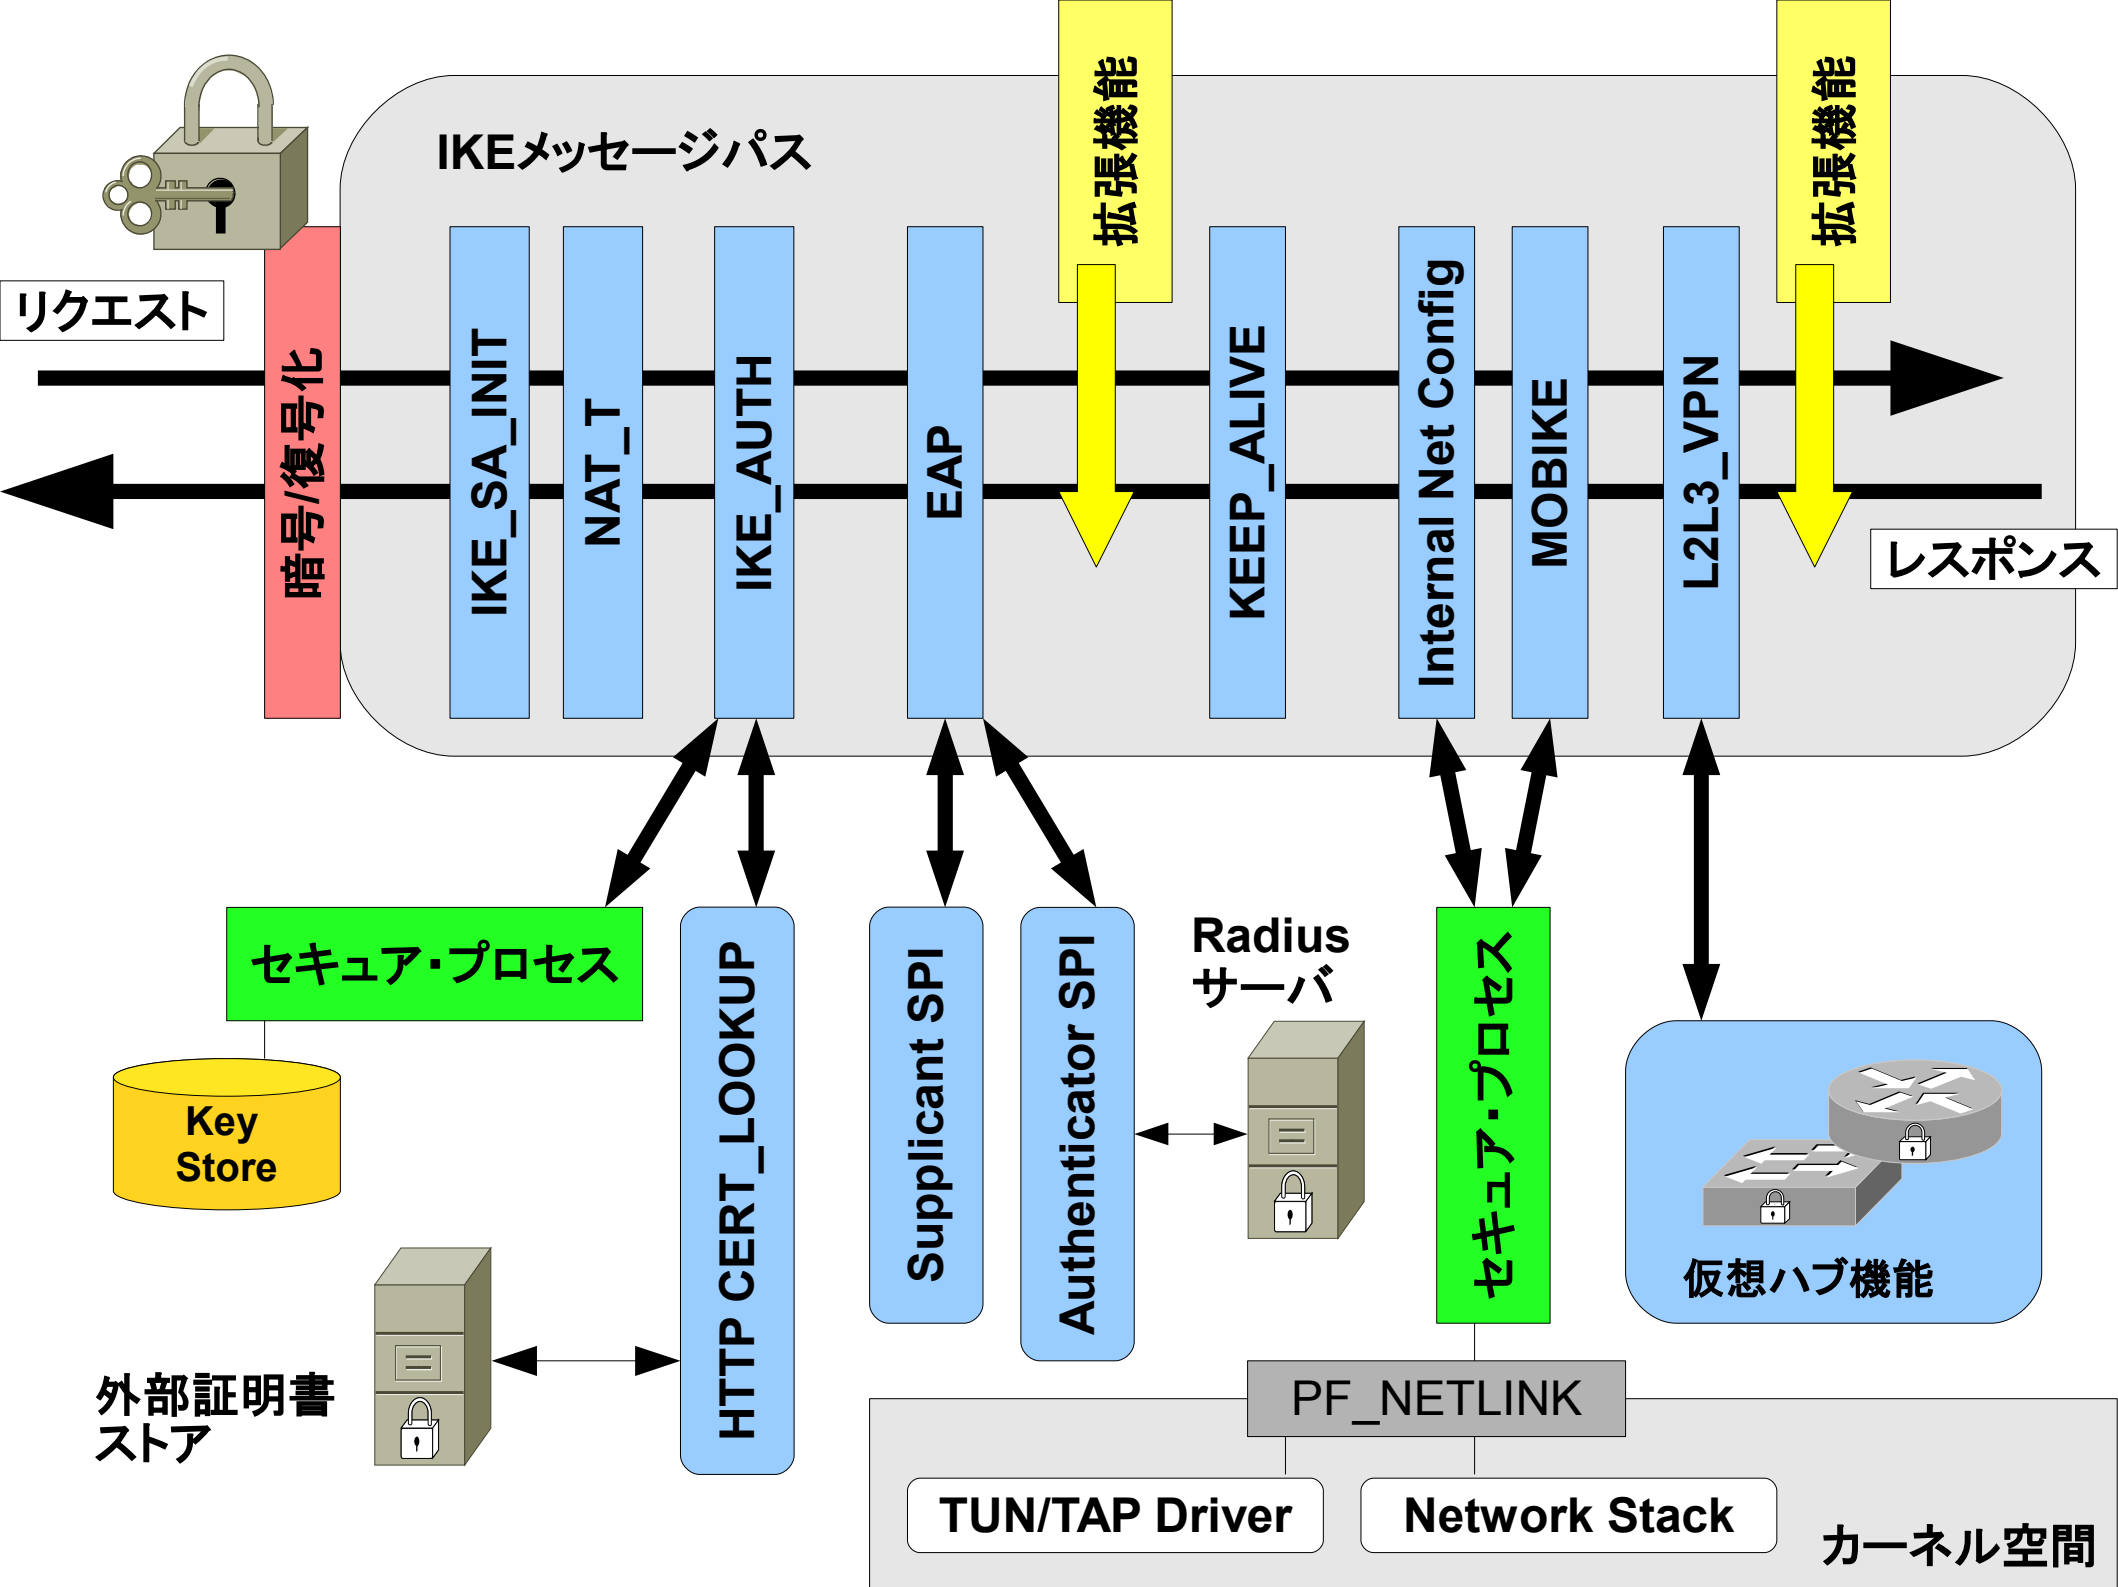 IKEメッセージパス
拡張機能
拡張機能
リクエスト
暗号/復号化
IKE_SA_INIT
NAT_T
IKE_AUTH
EAP
KEEP_ALIVE
Internal Net Config
MOBIKE
L2L3_VPN
レスポンス
セキュア・プロセス
Key
Store
外部証明書
ストア
HTTP CERT_LOOKUP
Supplicant SPI
Authenticator SPI
Radius
サーバ
セキュア・プロセス
仮想ハブ機能
PF_NETLINK
TUN/TAP Driver
Network Stack
カーネル空間